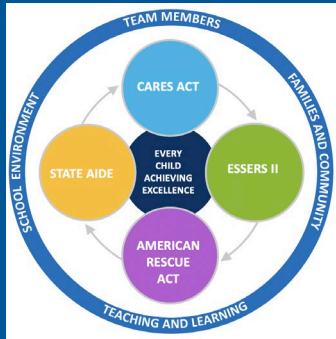 TEAM MEMBERS
SCHOOL ENVIRONMENT
FAMILIES AND COMMUNITY
CARES ACT
STATE AIDE
EVERY
CHILD
ACHIEVING
EXCELLENCE
ESSERS II
AMERICAN
RESCUE
ACT
TEACHING AND LEARNING